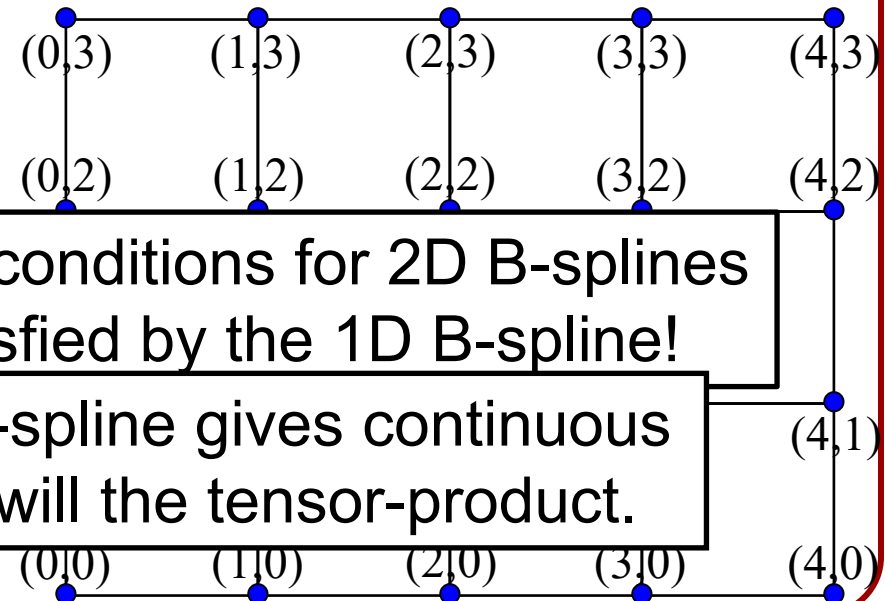 (0,3) (1,3) (2,3) (3,3) (4,3)
(0,2) (1,2) (2,2) (3,2) (4,2)
conditions for 2D B-splines
sfied by the 1D B-spline!
-spline gives continuous
(4,1)
will the tensor-product.
(0,0) (1,0) (2,0) (3,0) (4,0)